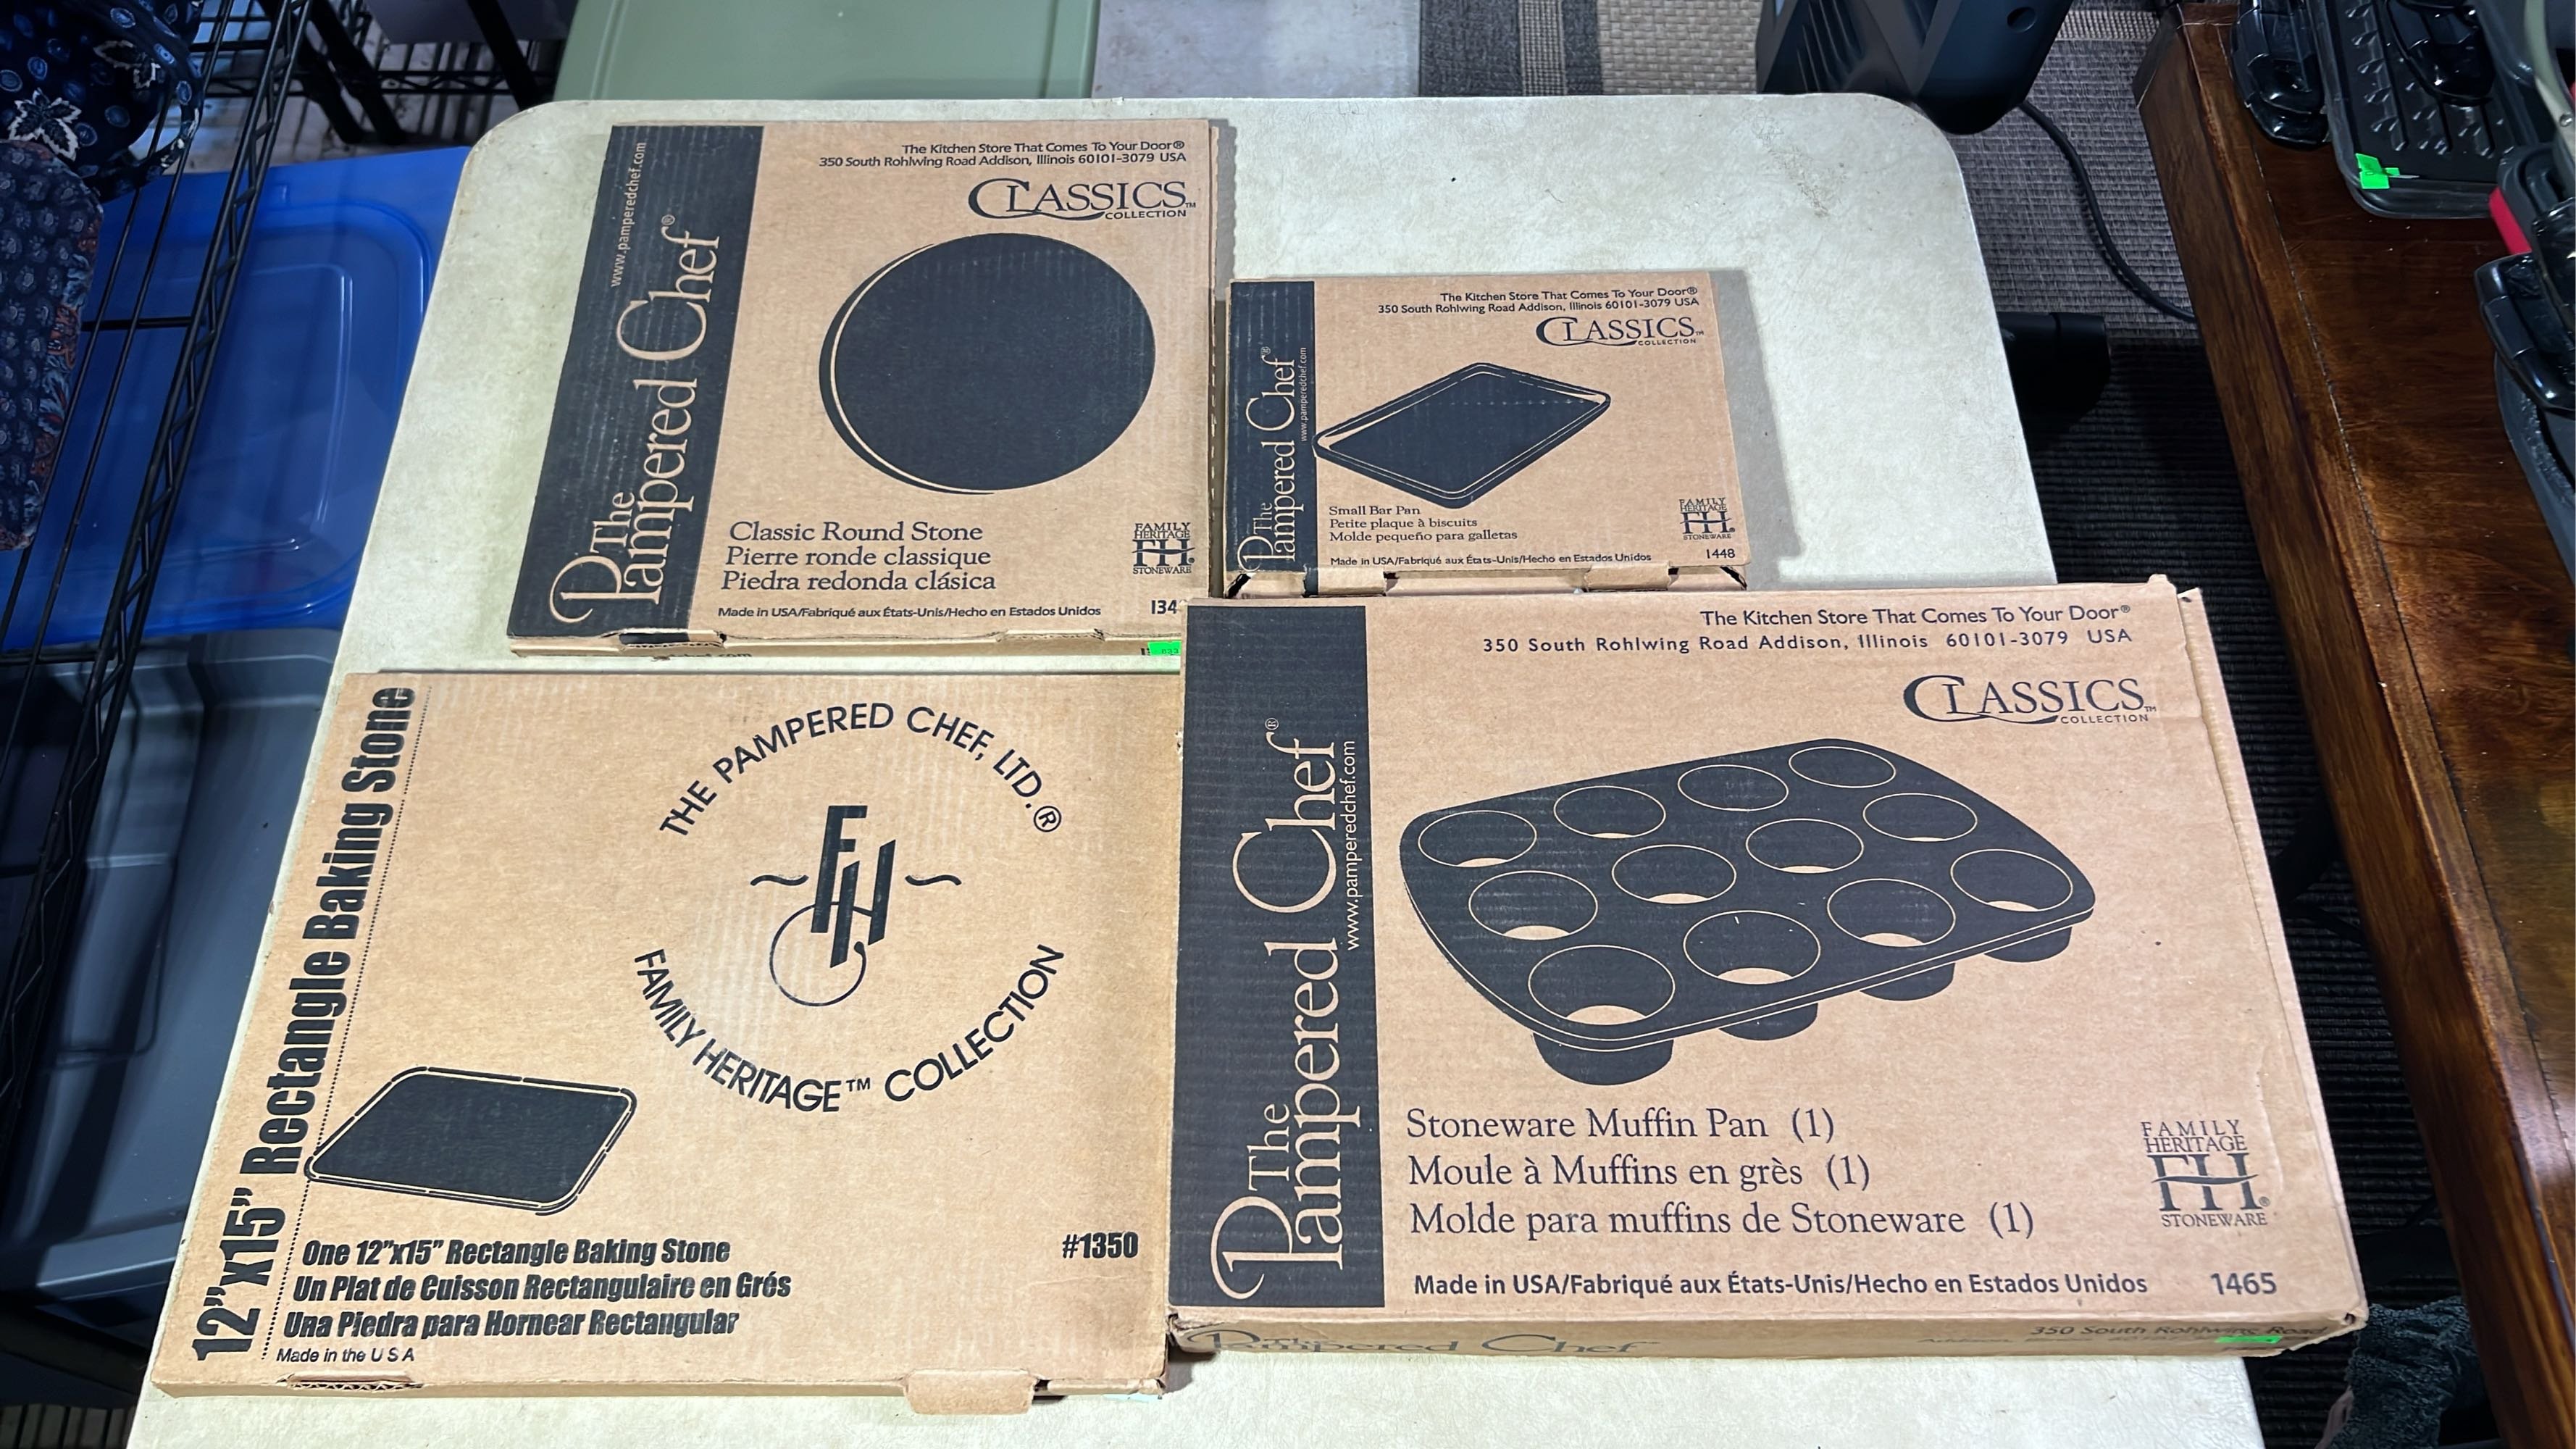 www.pamperedchef.com
The Pampered Chef®
The Kitchen Store That Comes To Your Door®
350 South Rohlwing Road Addison, Illinois 60101-3079 USA
CLASSICS™
COLLECTION
Classic Round Stone
Pierre ronde classique
Piedra redonda clásica
FAMILY
HERITAGE
FH®
STONEWARE
Made in USA/Fabriqué aux États-Unis/Hecho en Estados Unidos
134
The Pampered Chef®
www.pamperedchef.com
The Kitchen Store That Comes To Your Door®
350 South Rohlwing Road Addison, Illinois 60101-3079 USA
CLASSICS™
COLLECTION
Small Bar Pan
Petite plaque à biscuits
Molde pequeño para galletas
FAMILY
HERITAGE
FH®
STONEWARE
Made in USA/Fabriqué aux États-Unis/Hecho en Estados Unidos
1448
12"x15" Rectangle Baking Stone
THE PAMPERED CHEF, LTD.®
FH
FAMILY HERITAGE™ COLLECTION
One 12"x15" Rectangle Baking Stone
Un Plat de Cuisson Rectangulaire en Grés
Una Piedra para Hornear Rectangular
#1350
Made in the U S A
The Pampered Chef®
www.pamperedchef.com
The Kitchen Store That Comes To Your Door®
350 South Rohlwing Road Addison, Illinois 60101-3079 USA
CLASSICS™
COLLECTION
Stoneware Muffin Pan (1)
Moule à Muffins en grès (1)
Molde para muffins de Stoneware (1)
FAMILY
HERITAGE
FH®
STONEWARE
Made in USA/Fabriqué aux États-Unis/Hecho en Estados Unidos
1465
The Pampered Chef
350 South Rohlwing Road